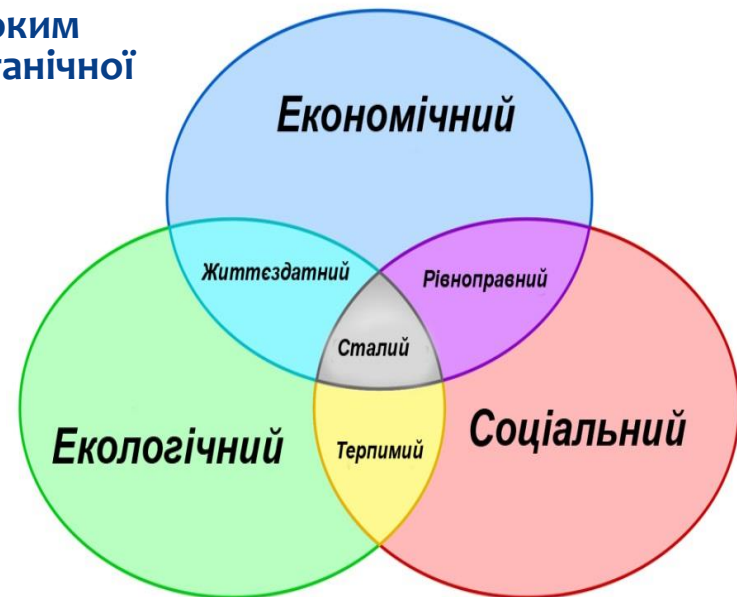 Економічний
Життєздатний
Рівноправний
Сталий
Екологічний
Терпимий
Соціальний